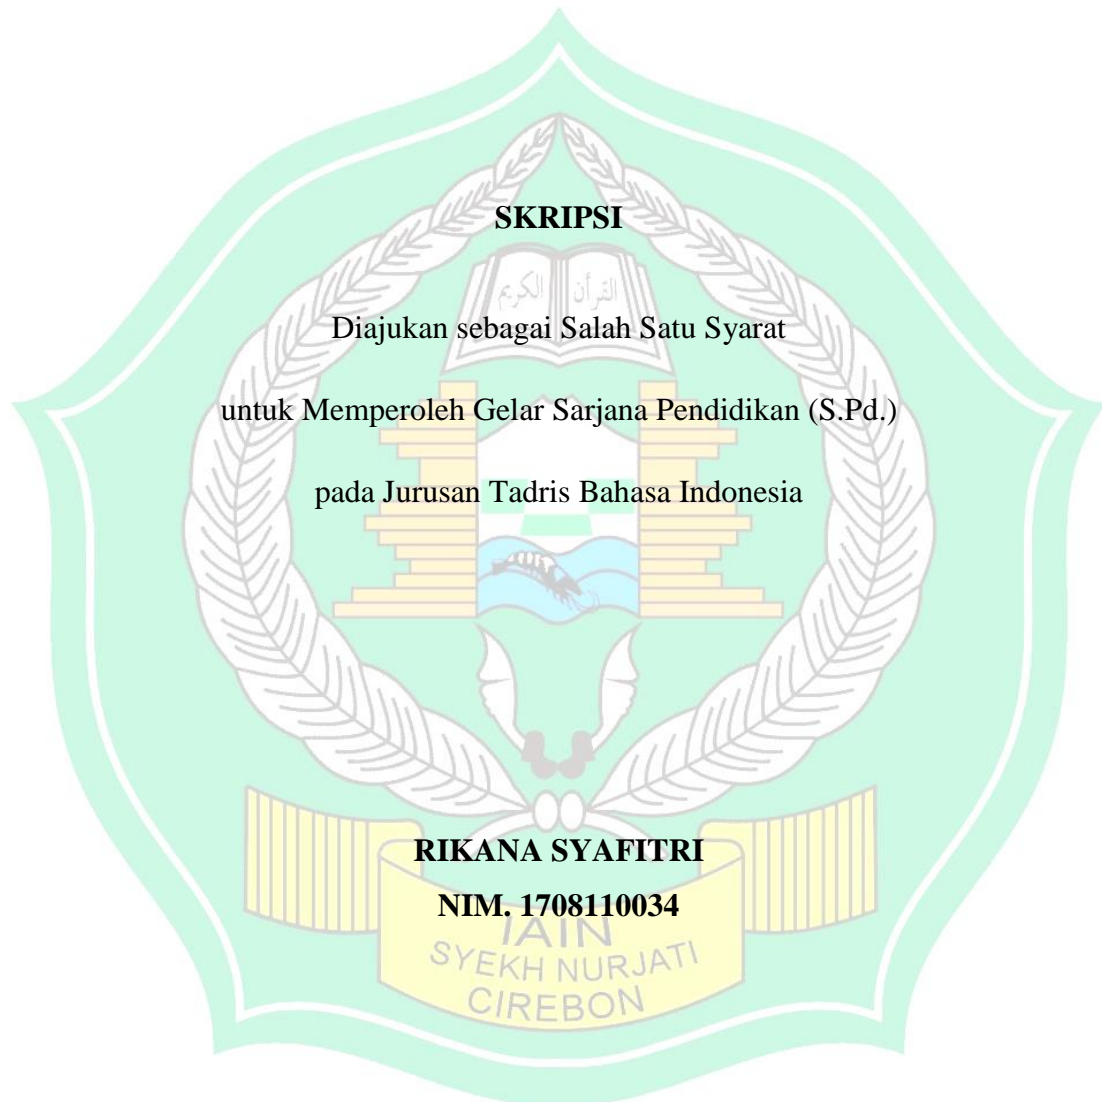 SKRIPSI
القرآن الكريم
Diajukan sebagai Salah Satu Syarat
untuk Memperoleh Gelar Sarjana Pendidikan (S.Pd.)
pada Jurusan Tadris Bahasa Indonesia
RIKANA SYAFITRI
NIM. 1708110034
IAIN
SYEKH NURJATI
CIREBON